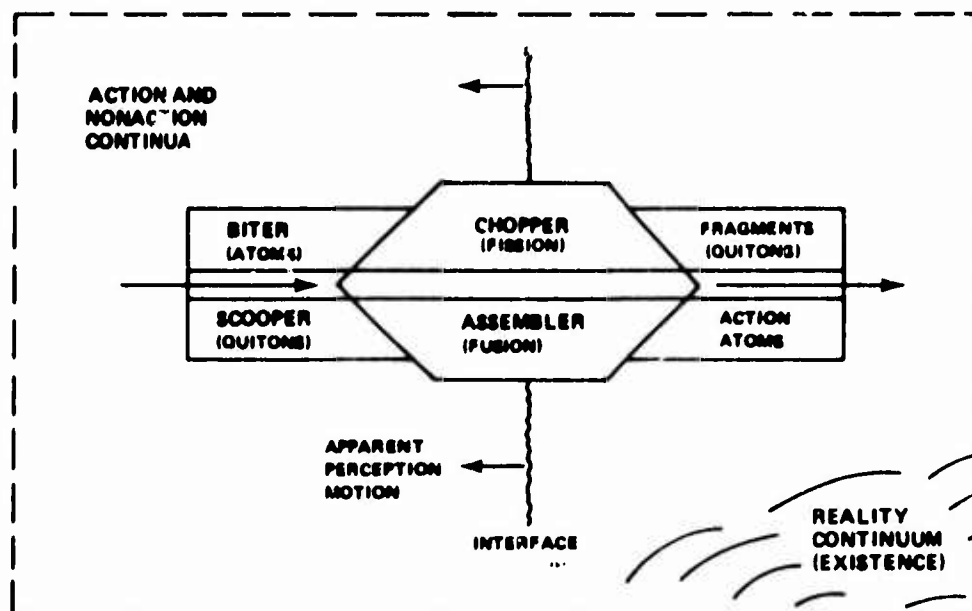 ACTION AND
NONACTION
CONTINUA
BITER
(ATOMS)
CHOPPER
(FISSION)
FRAGMENTS
(QUITONS)
SCOOPER
(QUITONS)
ASSEMBLER
(FUSION)
ACTION
ATOMS
APPARENT
PERCEPTION
MOTION
INTERFACE
REALITY
CONTINUUM
(EXISTENCE)